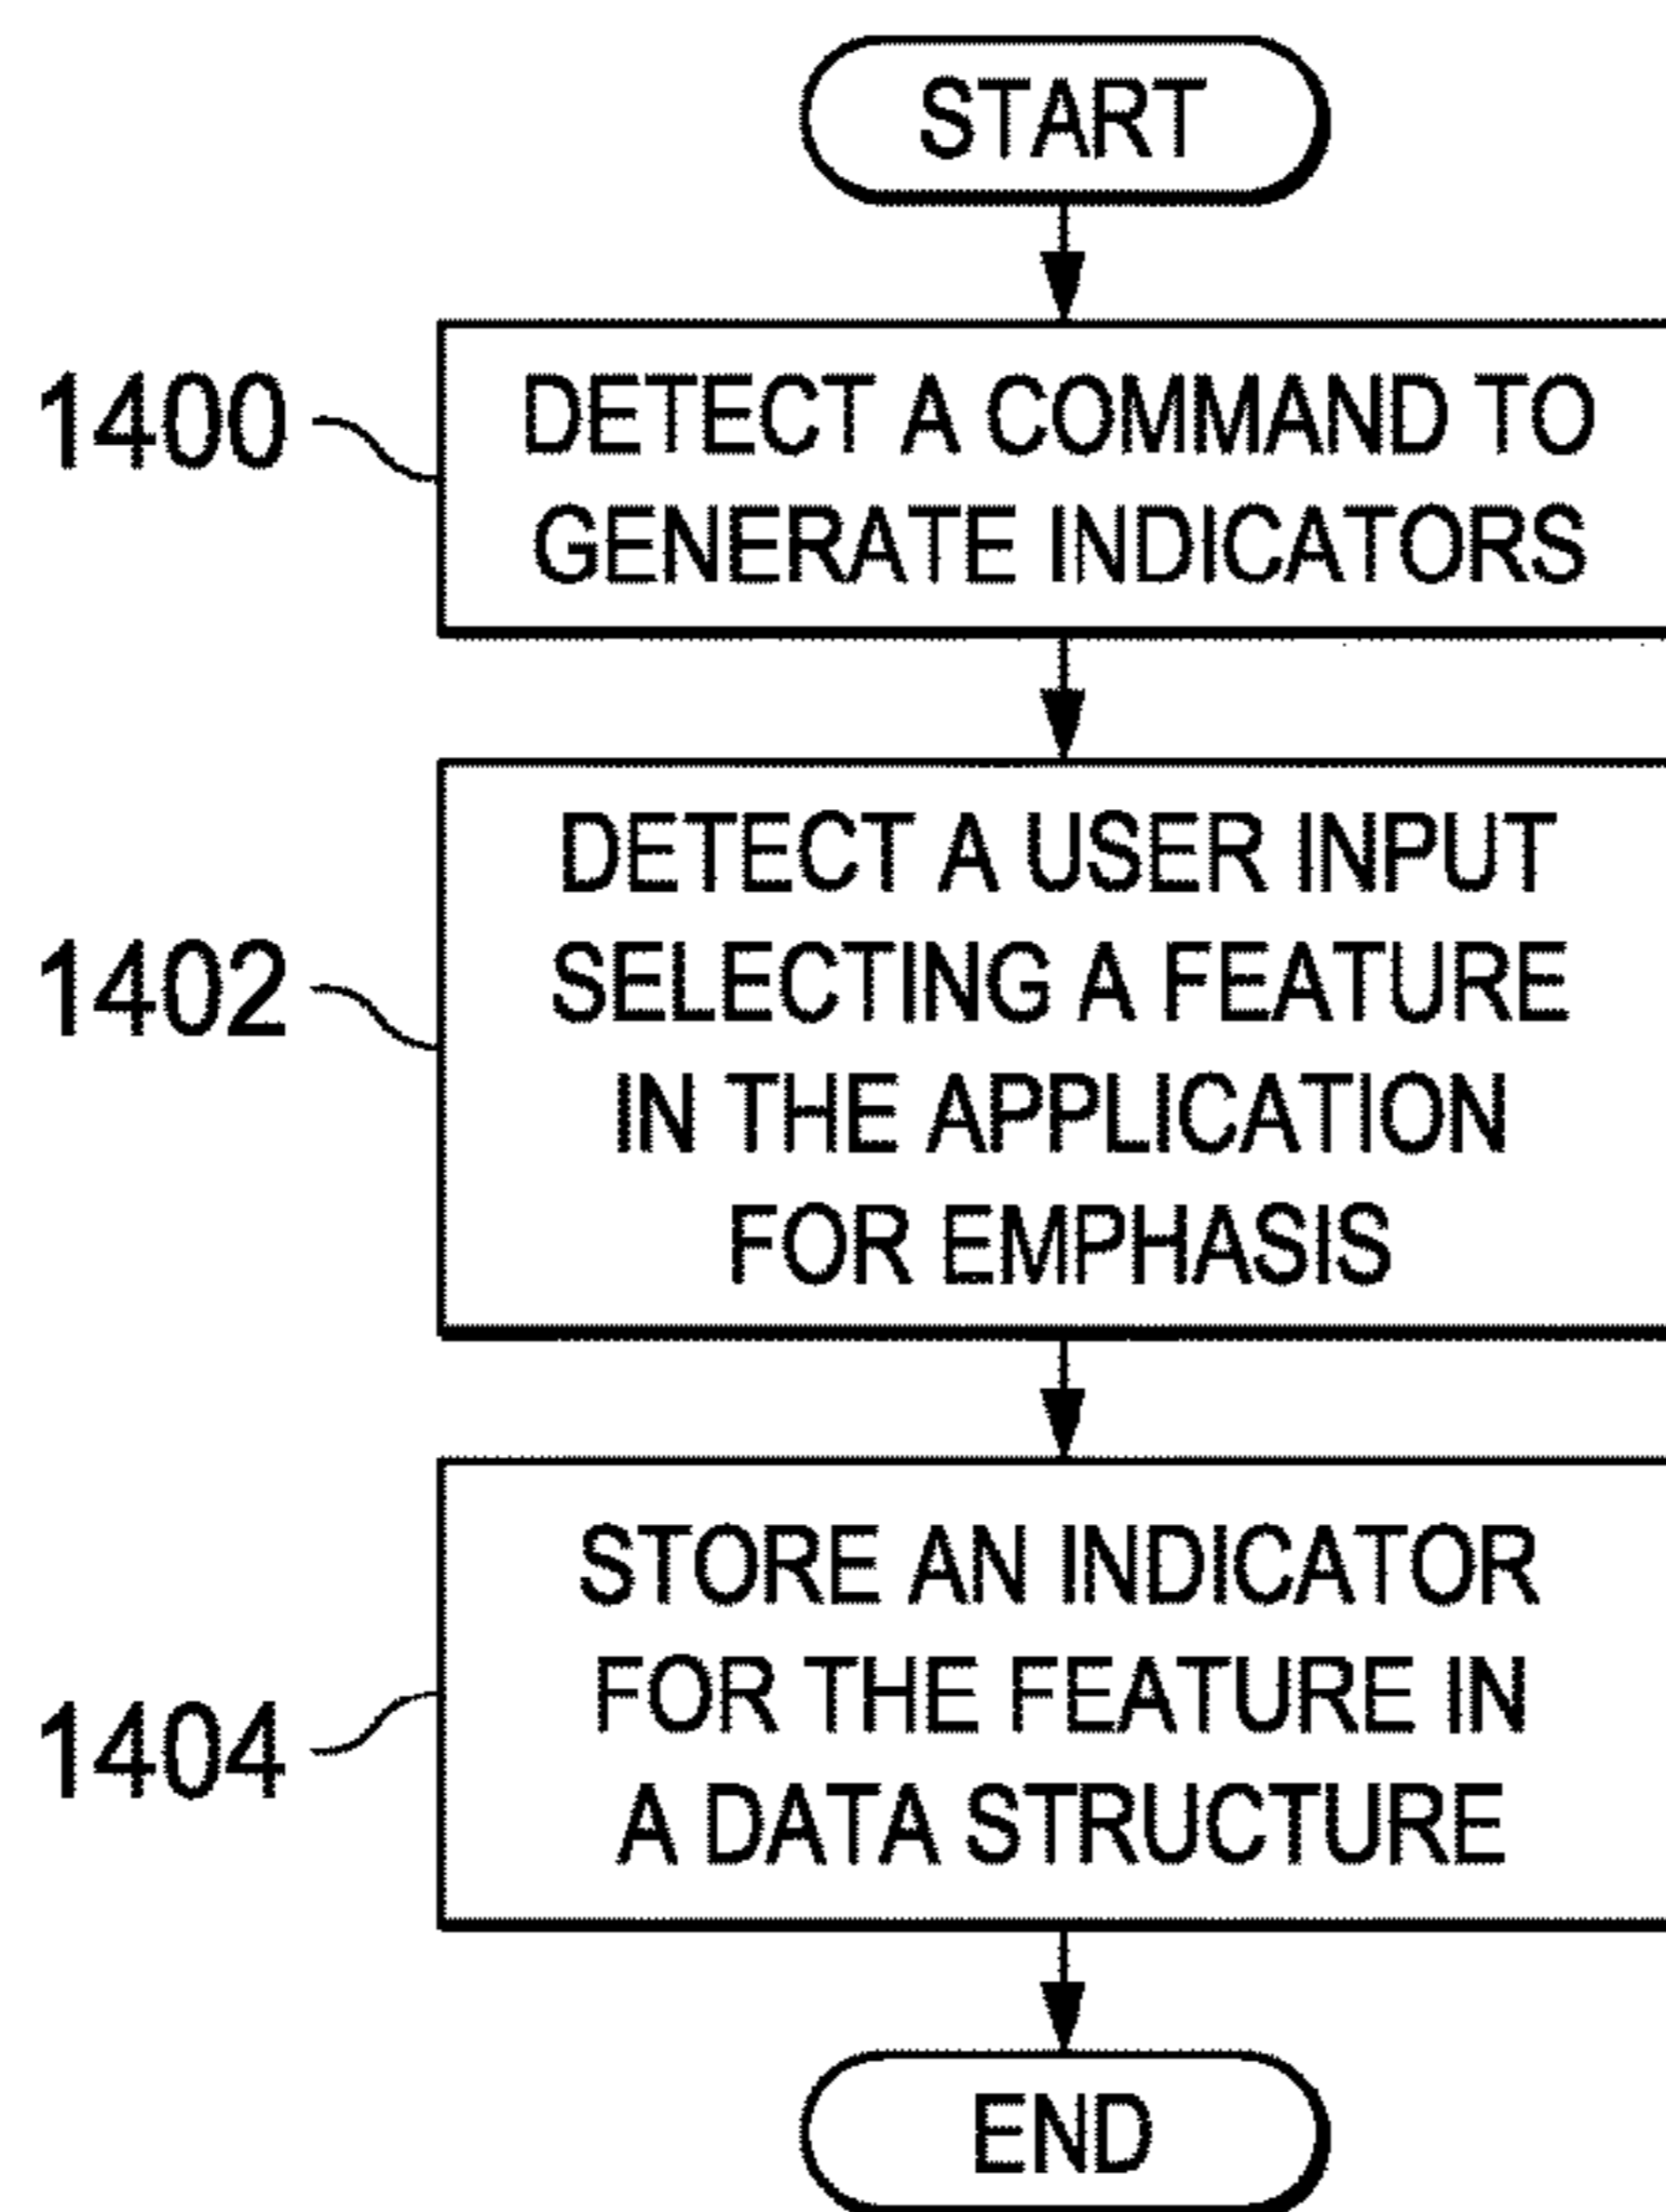 START
1400
DETECT A COMMAND TO
GENERATE INDICATORS
1402
DETECT A USER INPUT
SELECTING A FEATURE
IN THE APPLICATION
FOR EMPHASIS
1404
STORE AN INDICATOR
FOR THE FEATURE IN
A DATA STRUCTURE
END